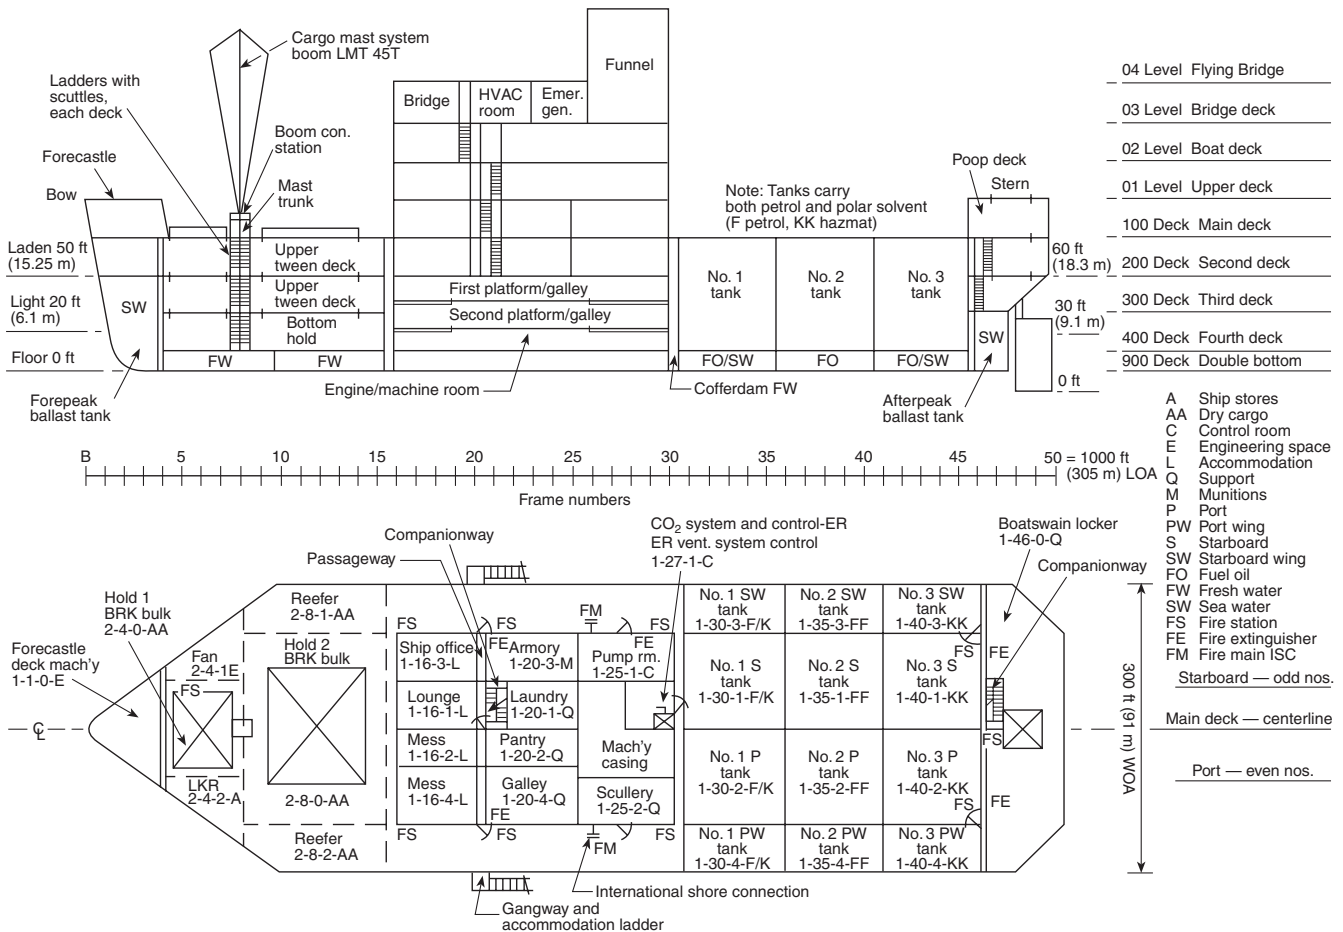 Cargo mast system
boom LMT 45T
Funnel
Ladders with
scuttles,
each deck
Bridge
HVAC
room
Emer.
gen.
Boom con.
station
Forecastle
Bow
Mast
trunk
Note: Tanks carry
both petrol and polar solvent
(F petrol, KK hazmat)
Poop deck
Stern
Laden 50 ft
(15.25 m)
Light 20 ft
(6.1 m)
Floor 0 ft
SW
Upper
tween deck
Upper
tween deck
Bottom
hold
FW
FW
First platform/galley
Second platform/galley
No. 1
tank
No. 2
tank
No. 3
tank
FO/SW
FO
FO/SW
SW
60 ft
(18.3 m)
30 ft
(9.1 m)
0 ft
Forepeak
ballast tank
Engine/machine room
Cofferdam FW
Afterpeak
ballast tank
04 Level Flying Bridge
03 Level Bridge deck
02 Level Boat deck
01 Level Upper deck
100 Deck Main deck
200 Deck Second deck
300 Deck Third deck
400 Deck Fourth deck
900 Deck Double bottom
A Ship stores
AA Dry cargo
C Control room
E Engineering space
L Accommodation
Q Support
M Munitions
P Port
PW Port wing
S Starboard
SW Starboard wing
FO Fuel oil
FW Fresh water
SW Sea water
FS Fire station
FE Fire extinguisher
FM Fire main ISC
Starboard — odd nos.
Main deck — centerline
Port — even nos.
B 5 10 15 20 25 30 35 40 45 50 = 1000 ft
(305 m) LOA
Frame numbers
Companionway
Passageway
CO2 system and control-ER
ER vent. system control
1-27-1-C
Boatswain locker
1-46-0-Q
Companionway
Hold 1
BRK bulk
2-4-0-AA
Forecastle
deck mach'y
1-1-0-E
Fan
2-4-1E
FS
LKR
2-4-2-A
Reefer
2-8-1-AA
Hold 2
BRK bulk
2-8-0-AA
Reefer
2-8-2-AA
FS
FS
FM
FS
FE
FE
Ship office
1-16-3-L
Armory
1-20-3-M
Pump rm.
1-25-1-C
Lounge
1-16-1-L
Laundry
1-20-1-Q
Mess
1-16-2-L
Pantry
1-20-2-Q
Mach'y
casing
Mess
1-16-4-L
Galley
1-20-4-Q
Scullery
1-25-2-Q
FE
FS
FS
FM
FS
No. 1 SW
tank
1-30-3-F/K
No. 2 SW
tank
1-35-3-FF
No. 3 SW
tank
1-40-3-KK
No. 1 S
tank
1-30-1-F/K
No. 2 S
tank
1-35-1-FF
No. 3 S
tank
1-40-1-KK
No. 1 P
tank
1-30-2-F/K
No. 2 P
tank
1-35-2-FF
No. 3 P
tank
1-40-2-KK
No. 1 PW
tank
1-30-4-F/K
No. 2 PW
tank
1-35-4-FF
No. 3 PW
tank
1-40-4-KK
FS
FE
FS
FS
FE
300 ft (91 m) WOA
CL
International shore connection
Gangway and
accommodation ladder